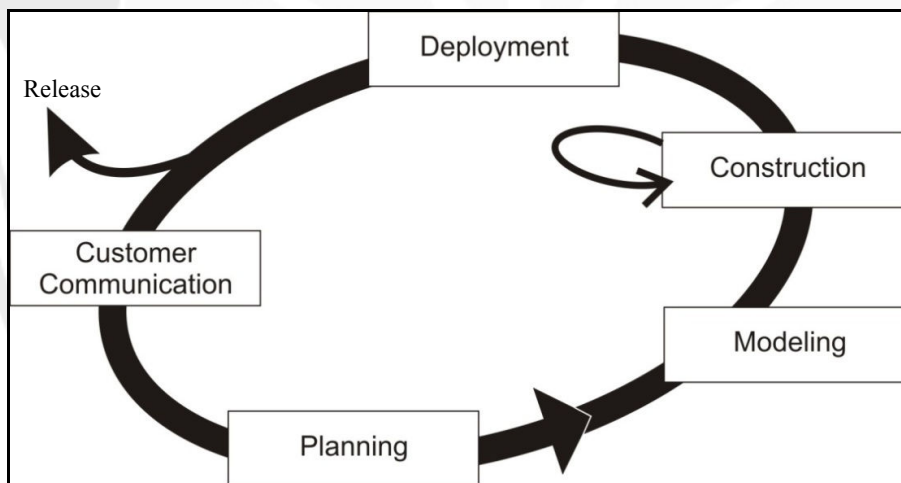 Deployment
Release
Construction
Customer
Communication
Modeling
Planning